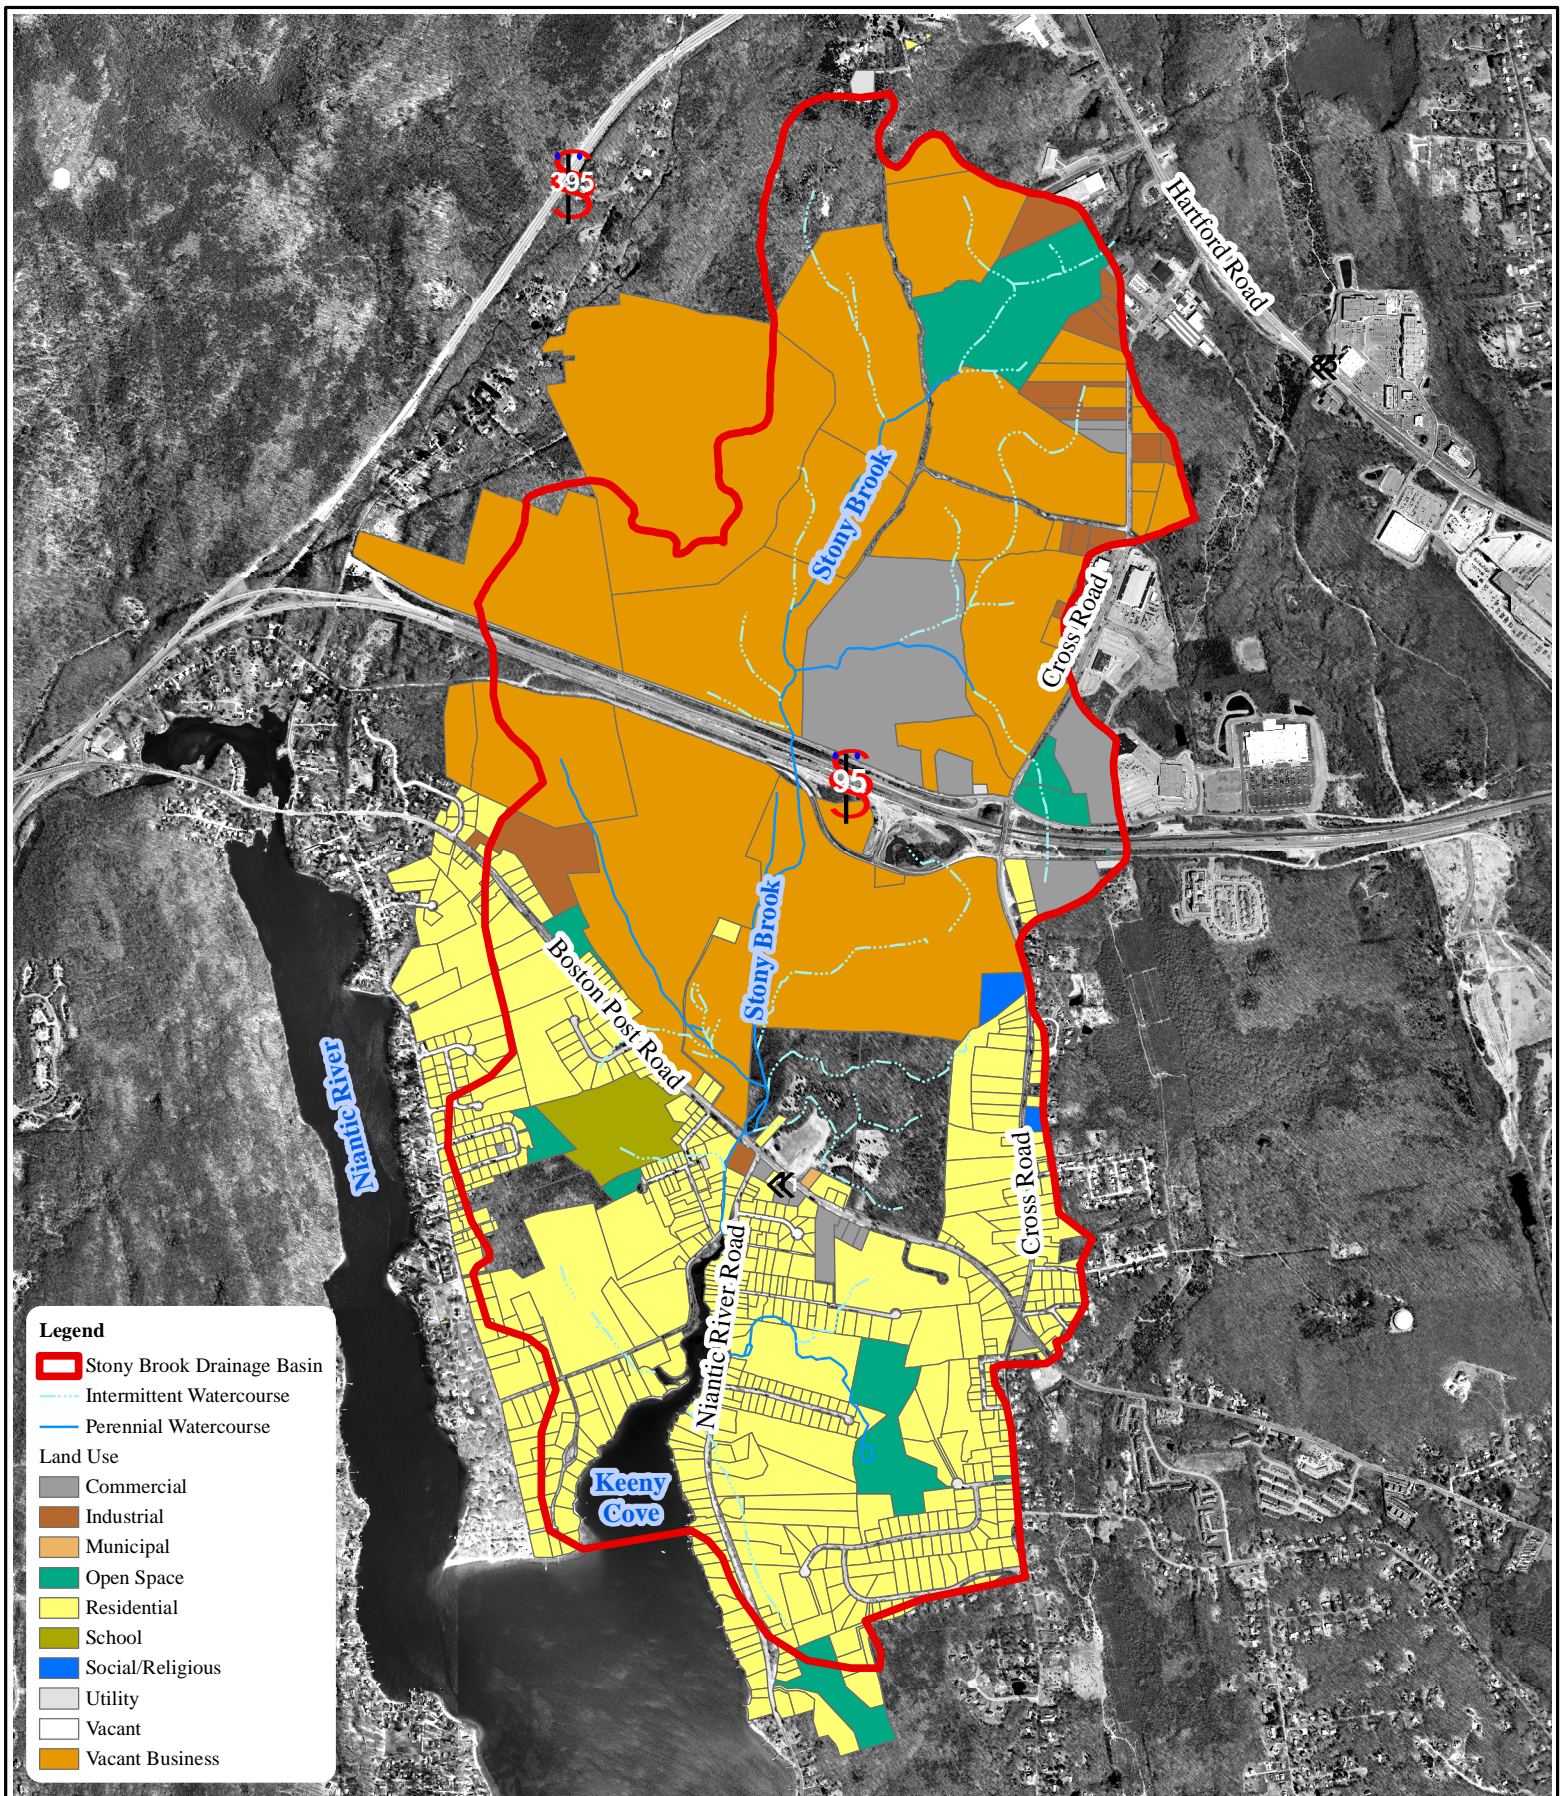 395
Hartford Road
Stony Brook
Cross Road
95
Stony Brook
Boston Post Road
Niantic River
Cross Road
Niantic River Road
Keeny
Cove
Legend
Stony Brook Drainage Basin
Intermittent Watercourse
Perennial Watercourse
Land Use
Commercial
Industrial
Municipal
Open Space
Residential
School
Social/Religious
Utility
Vacant
Vacant Business